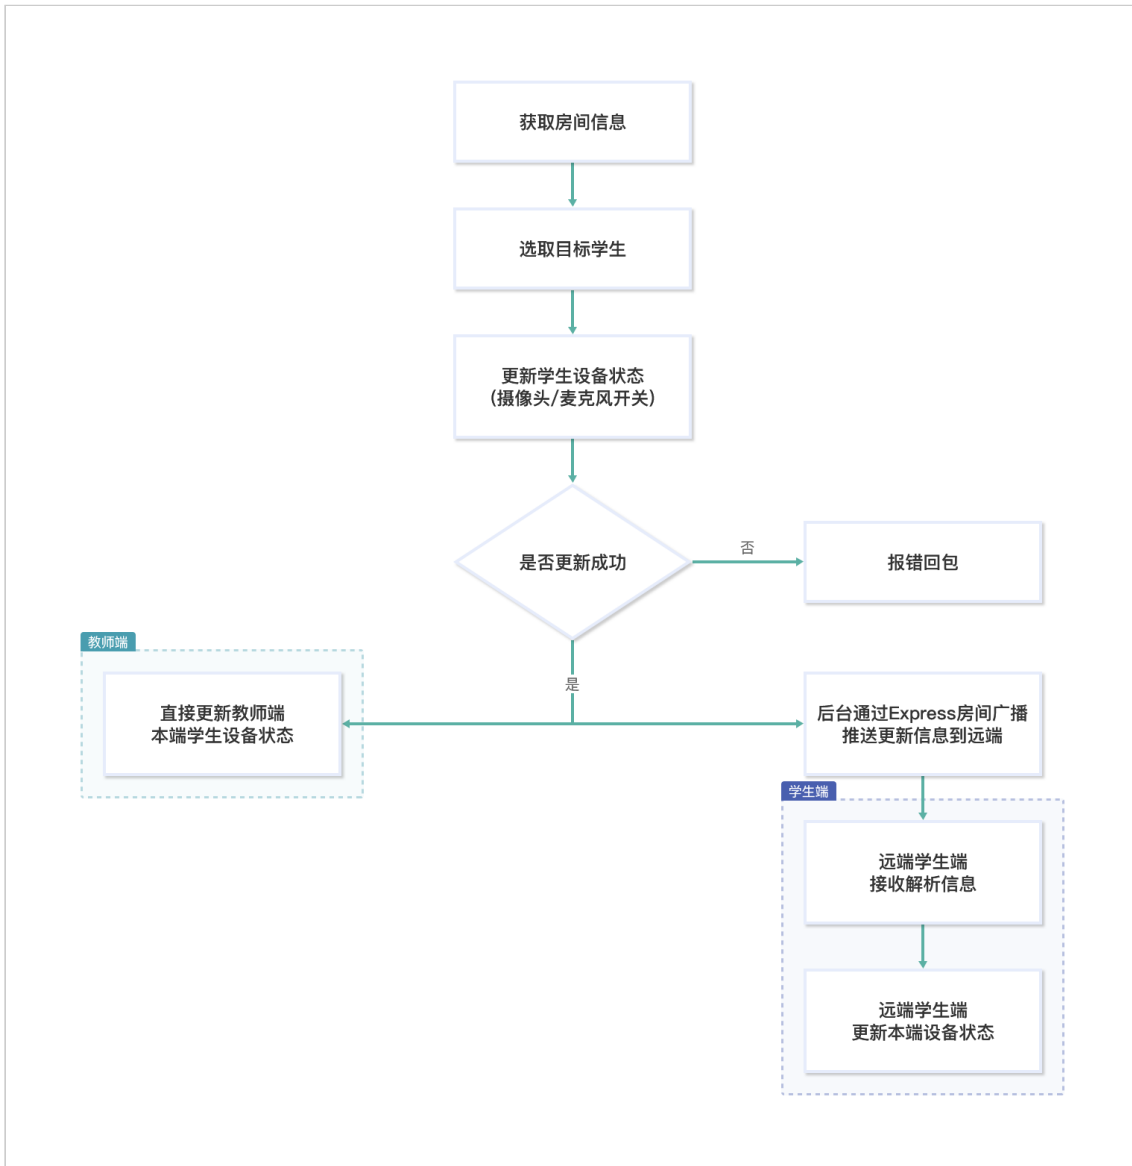 获取房间信息
选取目标学生
更新学生设备状态
(摄像头/麦克风开关)
是否更新成功
否
报错回包
教师端
是
直接更新教师端
本端学生设备状态
后台通过Express房间广播
推送更新信息到远端
学生端
远端学生端
接收解析信息
远端学生端
更新本端设备状态